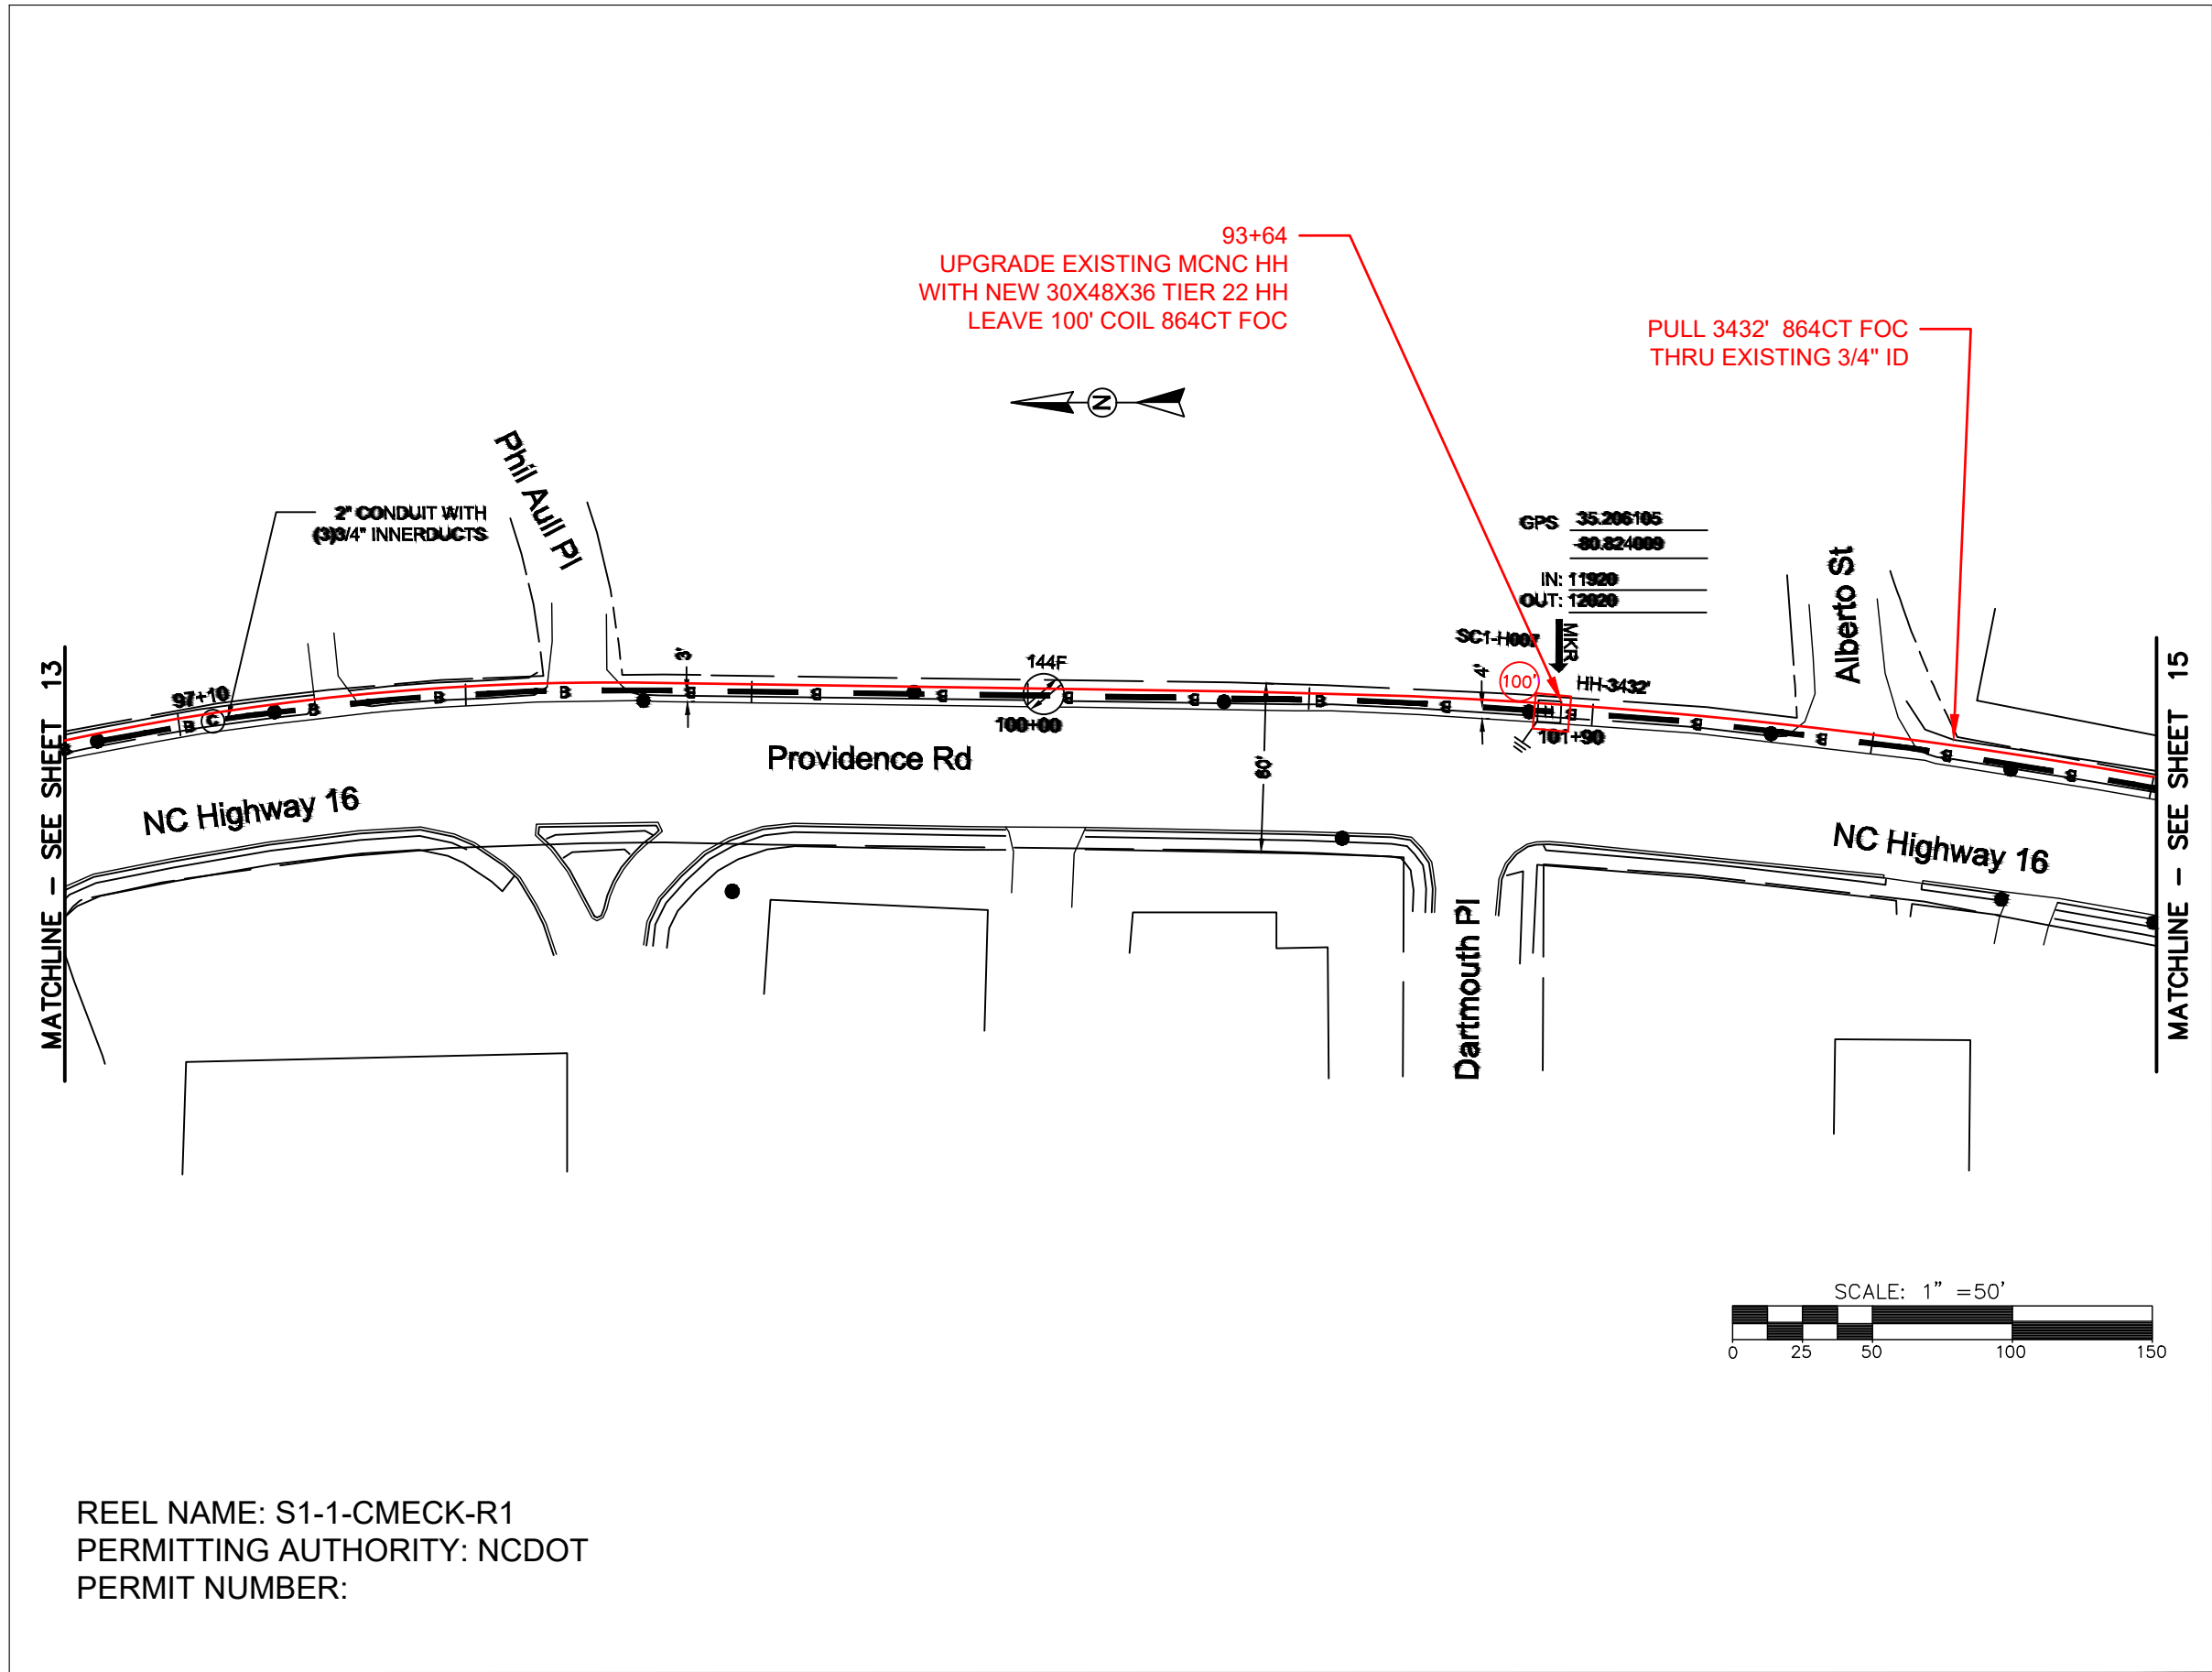 93+64
UPGRADE EXISTING MCNC HH
WITH NEW 30X48X36 TIER 22 HH
LEAVE 100' COIL 864CT FOC
PULL 3432'  864CT FOC
THRU EXISTING 3/4" ID
N
Phil Aull Pl
2" CONDUIT WITH
(3)3/4" INNERDUCTS
GPS 35.206105
-80.824009
IN: 11920
OUT: 12020
SC1-H007
MKR
Alberto St
MATCHLINE - SEE SHEET 13
97+10
B C B B B B B B B B B B B B B B B
3'
144F
100+00
4'
100'
HH-3432'
H
101+90
60'
Providence Rd
NC Highway 16
NC Highway 16
MATCHLINE - SEE SHEET 15
Dartmouth Pl
SCALE: 1" =50'
0 25 50 100 150
REEL NAME: S1-1-CMECK-R1
PERMITTING AUTHORITY: NCDOT
PERMIT NUMBER: